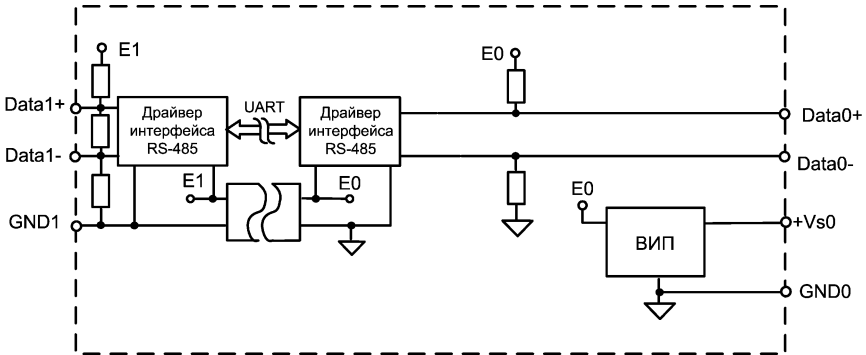 E1
E0
Data1+
Драйвер
интерфейса
RS-485
UART
Драйвер
интерфейса
RS-485
Data0+
Data1-
Data0-
E1
E0
E0
GND1
ВИП
+Vs0
GND0